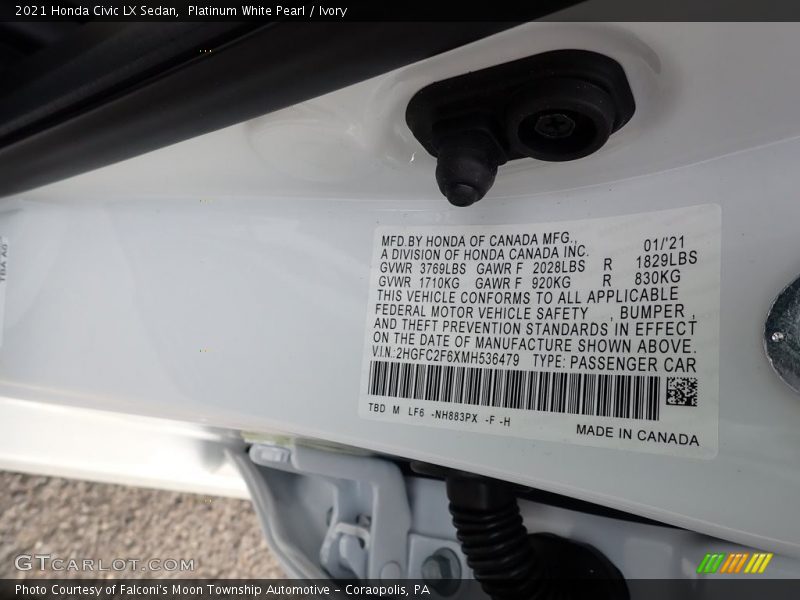 2021 Honda Civic LX Sedan, Platinum White Pearl / Ivory
MFD.BY HONDA OF CANADA MFG., 01/'21
A DIVISION OF HONDA CANADA INC.
GVWR 3769LBS GAWR F 2028LBS R 1829LBS
GVWR 1710KG GAWR F 920KG R 830KG
THIS VEHICLE CONFORMS TO ALL APPLICABLE
FEDERAL MOTOR VEHICLE SAFETY , BUMPER ,
AND THEFT PREVENTION STANDARDS IN EFFECT
ON THE DATE OF MANUFACTURE SHOWN ABOVE.
V.I.N.:2HGFC2F6XMH536479 TYPE: PASSENGER CAR
TBD M LF6 -NH883PX -F -H
MADE IN CANADA
GTCARLOT.COM
Photo Courtesy of Falconi's Moon Township Automotive – Coraopolis, PA